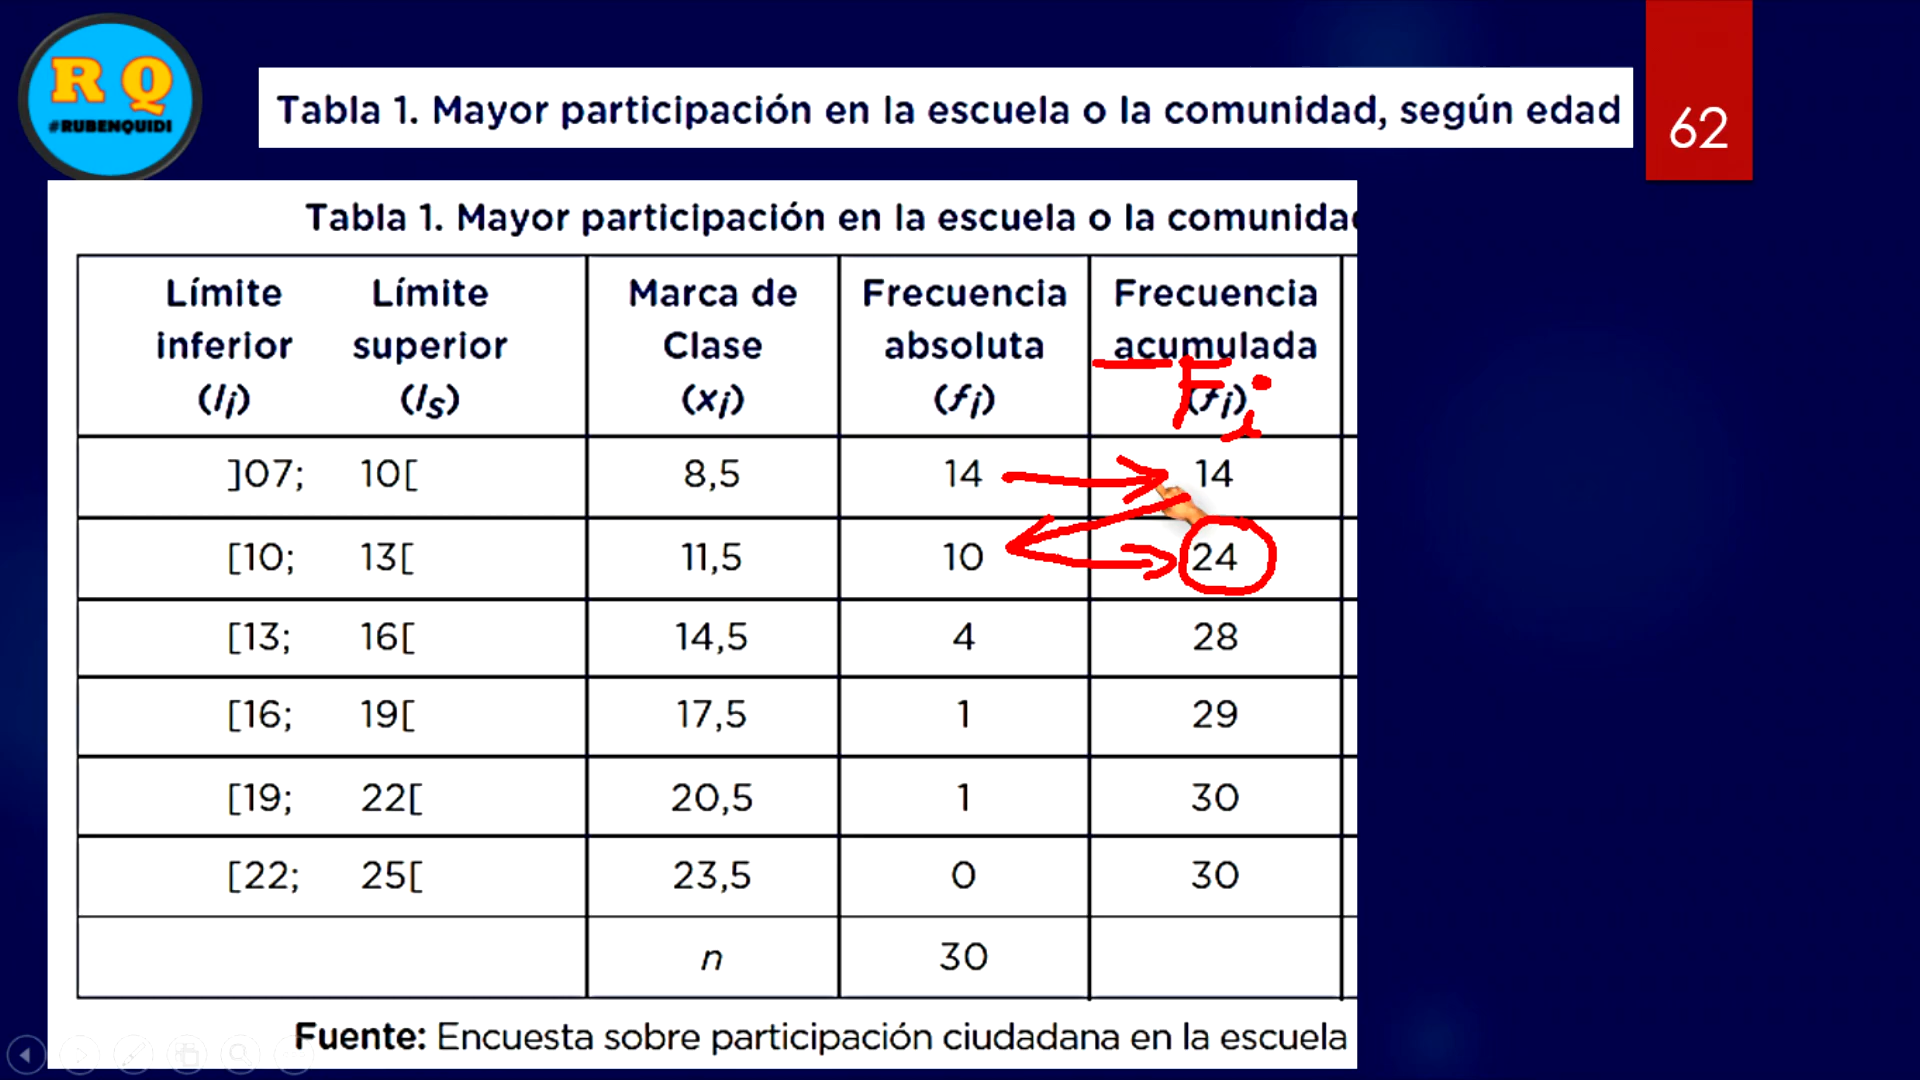 R Q
#RUBENQUIDI
Tabla 1. Mayor participación en la escuela o la comunidad, según edad
62
Tabla 1. Mayor participación en la escuela o la comunida
Límite inferior (lᵢ) Límite superior (lₛ) Marca de Clase (xᵢ) Frecuencia absoluta (fᵢ) Frecuencia acumulada (fᵢ) Fi
]07; 10[ 8,5 14 14
[10; 13[ 11,5 10 24
[13; 16[ 14,5 4 28
[16; 19[ 17,5 1 29
[19; 22[ 20,5 1 30
[22; 25[ 23,5 0 30
n 30
Fuente: Encuesta sobre participación ciudadana en la escuela